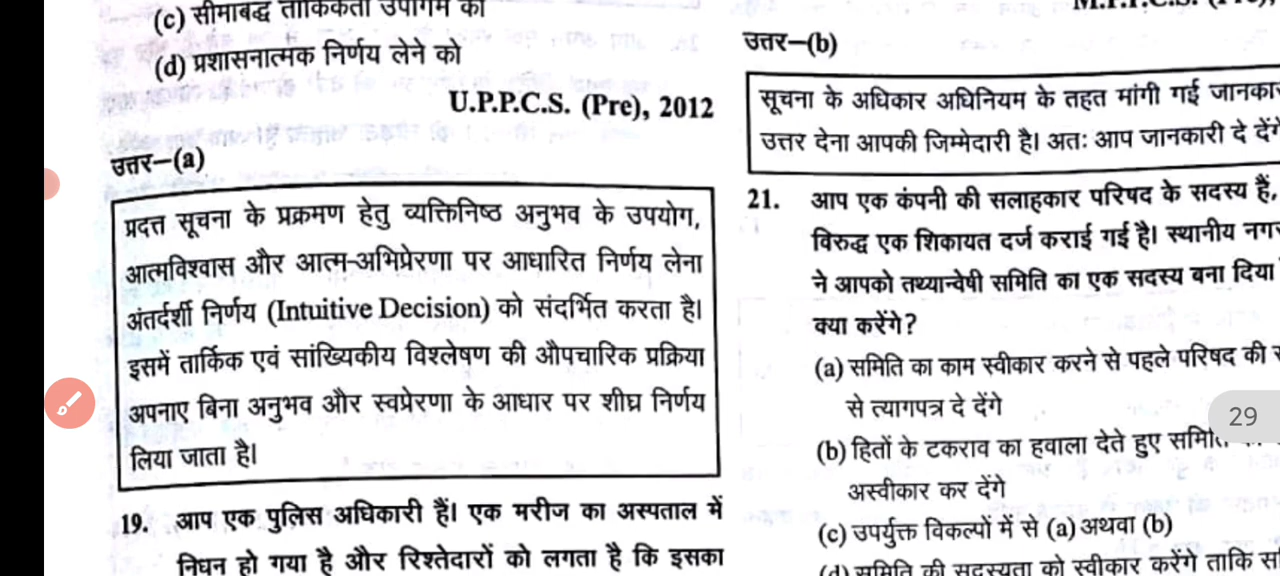 (c) सीमाबद्ध तार्किकता उपागम को
(d) प्रशासनात्मक निर्णय लेने को
U.P.P.C.S. (Pre), 2012
उत्तर–(a)
प्रदत्त सूचना के प्रक्रमण हेतु व्यक्तिनिष्ठ अनुभव के उपयोग,
आत्मविश्वास और आत्म-अभिप्रेरणा पर आधारित निर्णय लेना
अंतर्दर्शी निर्णय (Intuitive Decision) को संदर्भित करता है।
इसमें तार्किक एवं सांख्यिकीय विश्लेषण की औपचारिक प्रक्रिया
अपनाए बिना अनुभव और स्वप्रेरणा के आधार पर शीघ्र निर्णय
लिया जाता है।
19. आप एक पुलिस अधिकारी हैं। एक मरीज का अस्पताल में
निधन हो गया है और रिश्तेदारों को लगता है कि इसका
उत्तर–(b)
सूचना के अधिकार अधिनियम के तहत मांगी गई
उत्तर देना आपकी जिम्मेदारी है। अतः आप जानकारी दे देंगे
21. आप एक कंपनी की सलाहकार परिषद के सदस्य हैं,
विरुद्ध एक शिकायत दर्ज कराई गई है। स्थानीय
ने आपको तथ्यान्वेषी समिति का एक सदस्य बना दिया
क्या करेंगे?
(a) समिति का काम स्वीकार करने से पहले परिषद की
से त्यागपत्र दे देंगे
29
(b) हितों के टकराव का हवाला देते हुए
अस्वीकार कर देंगे
(c) उपर्युक्त विकल्पों में से (a) अथवा (b)
(d) समिति की सदस्यता को स्वीकार करेंगे ताकि